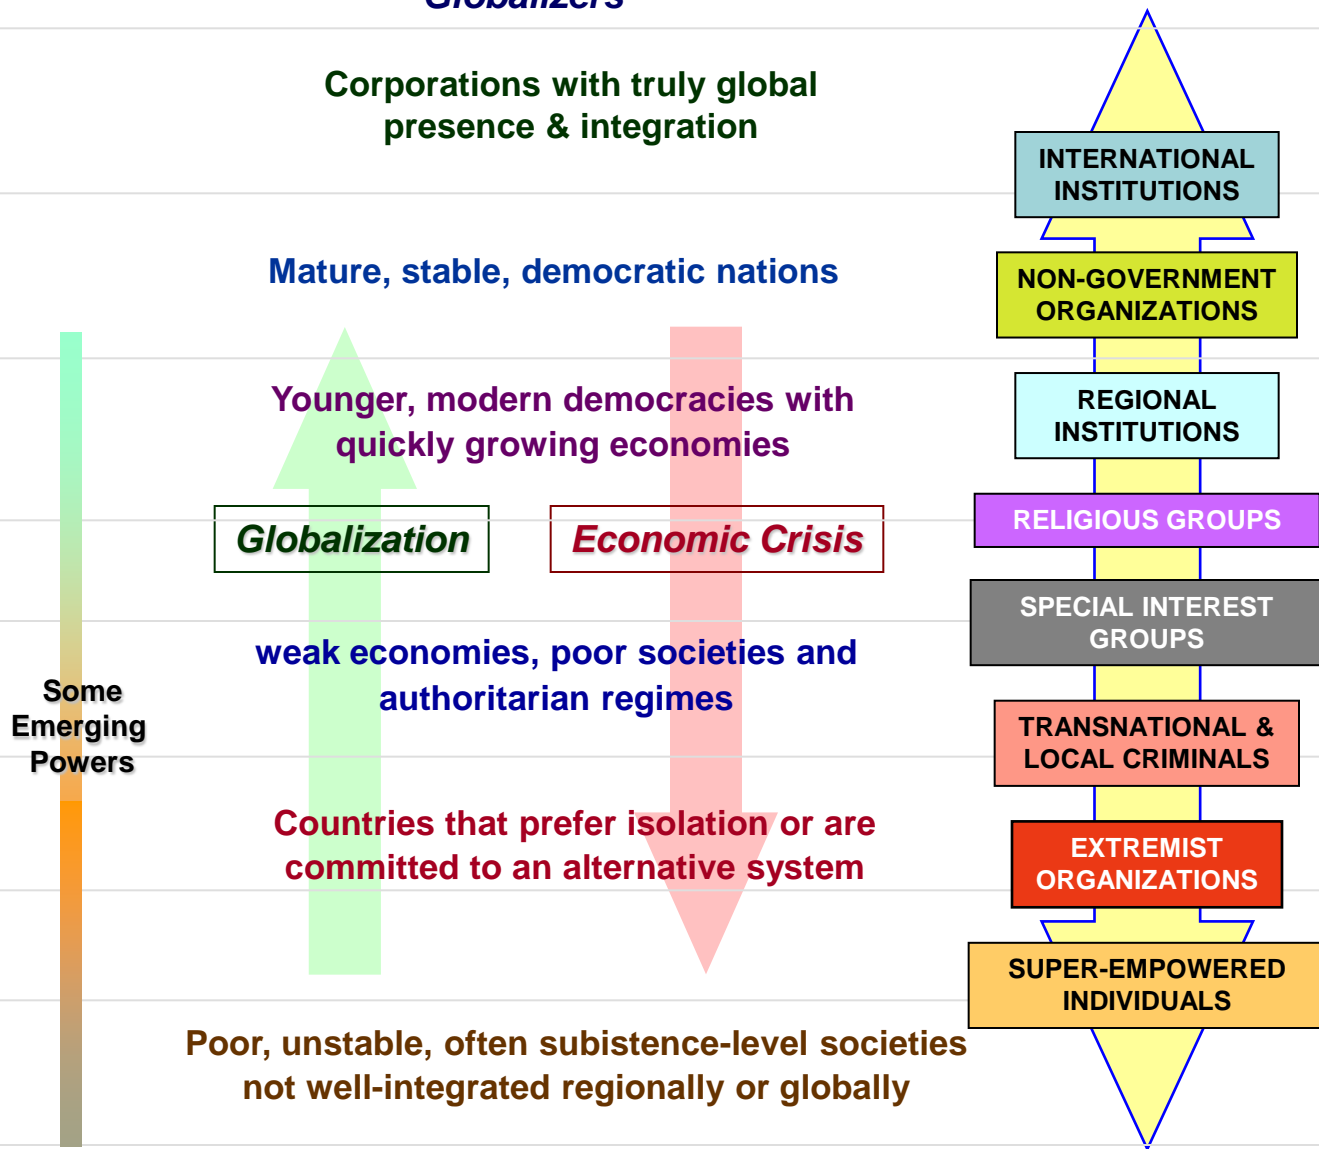 Globalizers
Corporations with truly global
presence & integration
Mature, stable, democratic nations
Younger, modern democracies with
quickly growing economies
Globalization
Economic Crisis
weak economies, poor societies and
authoritarian regimes
Some
Emerging
Powers
Countries that prefer isolation or are
committed to an alternative system
Poor, unstable, often subistence-level societies
not well-integrated regionally or globally
INTERNATIONAL
INSTITUTIONS
NON-GOVERNMENT
ORGANIZATIONS
REGIONAL
INSTITUTIONS
RELIGIOUS GROUPS
SPECIAL INTEREST
GROUPS
TRANSNATIONAL &
LOCAL CRIMINALS
EXTREMIST
ORGANIZATIONS
SUPER-EMPOWERED
INDIVIDUALS